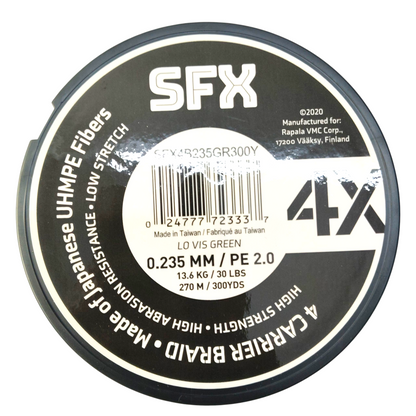 SFX
©2020
Manufactured for:
Rapala VMC Corp.,
17200 Vääksy, Finland
SFX4B235GR300Y
0 24777 72333 7
Made in Taiwan / Fabriqué au Taiwan
LO VIS GREEN
0.235 MM / PE 2.0
13.6 KG / 30 LBS
270 M / 300YDS
4X
HIGH STRENGTH • HIGH ABRASION RESISTANCE • LOW STRETCH
4 CARRIER BRAID • Made of Japanese UHMPE Fibers